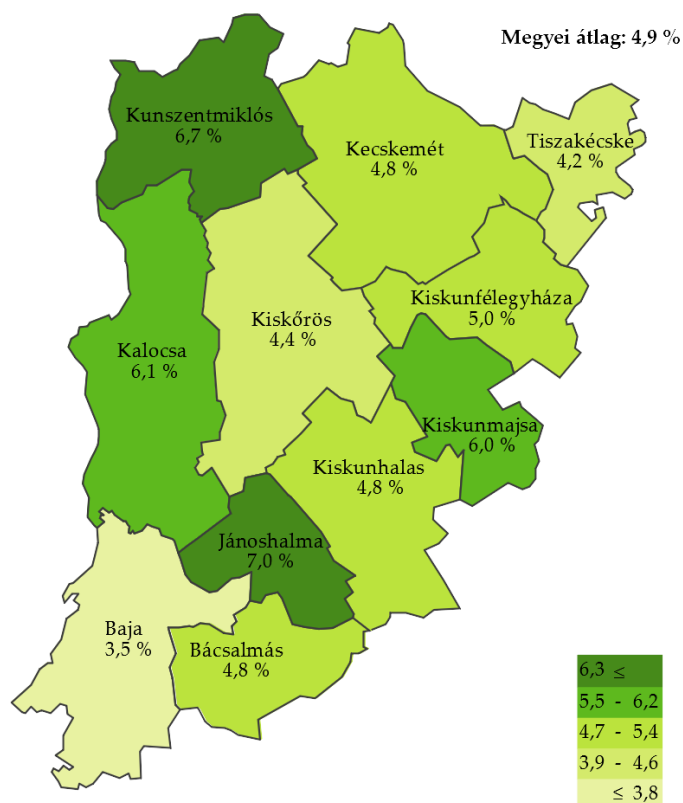 Megyei átlag: 4,9 %
Kunszentmiklós
6,7 %
Kecskemét
4,8 %
Tiszakécske
4,2 %
Kiskunfélegyháza
5,0 %
Kiskőrös
4,4 %
Kalocsa
6,1 %
Kiskunmajsa
6,0 %
Kiskunhalas
4,8 %
Jánoshalma
7,0 %
Baja
3,5 %
Bácsalmás
4,8 %
6,3 ≤
5,5 - 6,2
4,7 - 5,4
3,9 - 4,6
≤ 3,8